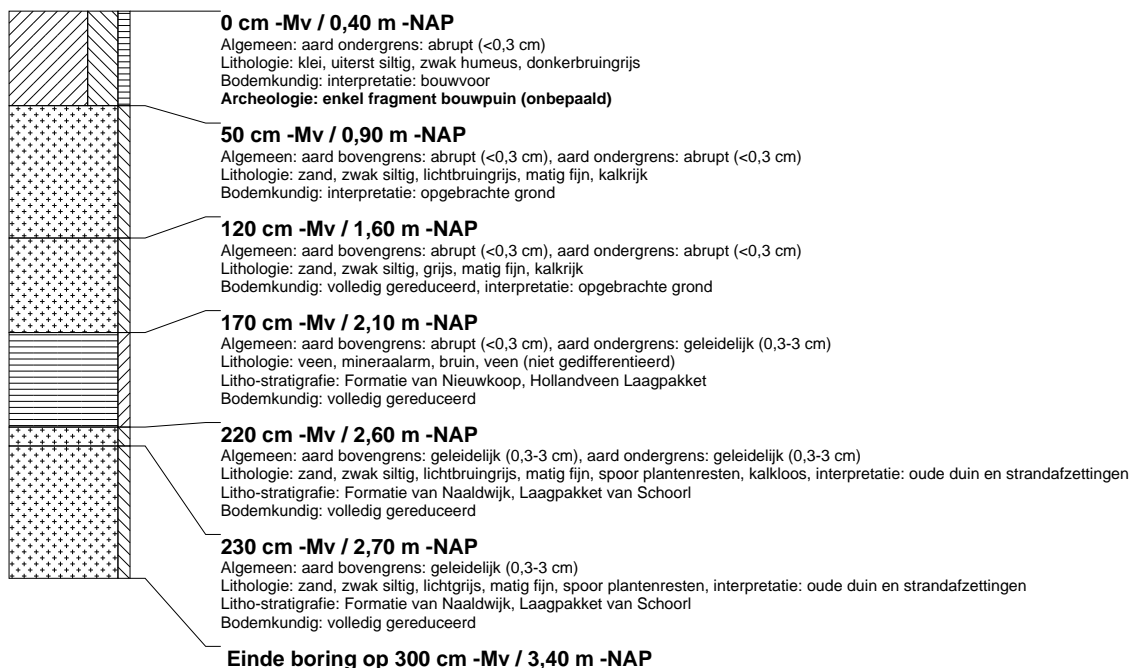 0 cm -Mv / 0,40 m -NAP
Algemeen: aard ondergrens: abrupt (<0,3 cm)
Lithologie: klei, uiterst siltig, zwak humeus, donkerbruingrijs
Bodemkundig: interpretatie: bouwvoor
Archeologie: enkel fragment bouwpuin (onbepaald)
50 cm -Mv / 0,90 m -NAP
Algemeen: aard bovengrens: abrupt (<0,3 cm), aard ondergrens: abrupt (<0,3 cm)
Lithologie: zand, zwak siltig, lichtbruingrijs, matig fijn, kalkrijk
Bodemkundig: interpretatie: opgebrachte grond
120 cm -Mv / 1,60 m -NAP
Algemeen: aard bovengrens: abrupt (<0,3 cm), aard ondergrens: abrupt (<0,3 cm)
Lithologie: zand, zwak siltig, grijs, matig fijn, kalkrijk
Bodemkundig: volledig gereduceerd, interpretatie: opgebrachte grond
170 cm -Mv / 2,10 m -NAP
Algemeen: aard bovengrens: abrupt (<0,3 cm), aard ondergrens: geleidelijk (0,3-3 cm)
Lithologie: veen, mineraalarm, bruin, veen (niet gedifferentieerd)
Litho-stratigrafie: Formatie van Nieuwkoop, Hollandveen Laagpakket
Bodemkundig: volledig gereduceerd
220 cm -Mv / 2,60 m -NAP
Algemeen: aard bovengrens: geleidelijk (0,3-3 cm), aard ondergrens: geleidelijk (0,3-3 cm)
Lithologie: zand, zwak siltig, lichtbruingrijs, matig fijn, spoor plantenresten, kalkloos, interpretatie: oude duin en strandafzettingen
Litho-stratigrafie: Formatie van Naaldwijk, Laagpakket van Schoorl
Bodemkundig: volledig gereduceerd
230 cm -Mv / 2,70 m -NAP
Algemeen: aard bovengrens: geleidelijk (0,3-3 cm)
Lithologie: zand, zwak siltig, lichtgrijs, matig fijn, spoor plantenresten, interpretatie: oude duin en strandafzettingen
Litho-stratigrafie: Formatie van Naaldwijk, Laagpakket van Schoorl
Bodemkundig: volledig gereduceerd
Einde boring op 300 cm -Mv / 3,40 m -NAP